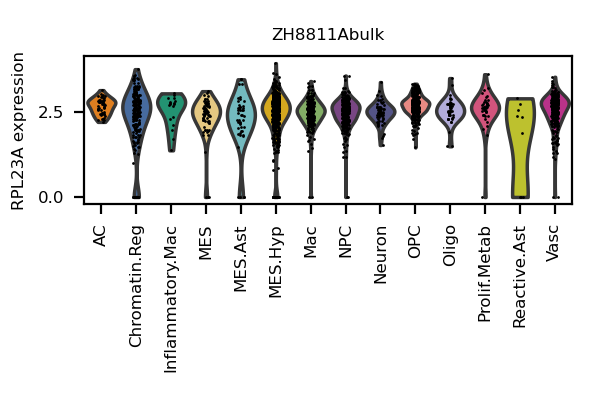 ZH8811Abulk
RPL23A expression
2.5
0.0
AC
Chromatin.Reg
Inflammatory.Mac
MES
MES.Ast
MES.Hyp
Mac
NPC
Neuron
OPC
Oligo
Prolif.Metab
Reactive.Ast
Vasc